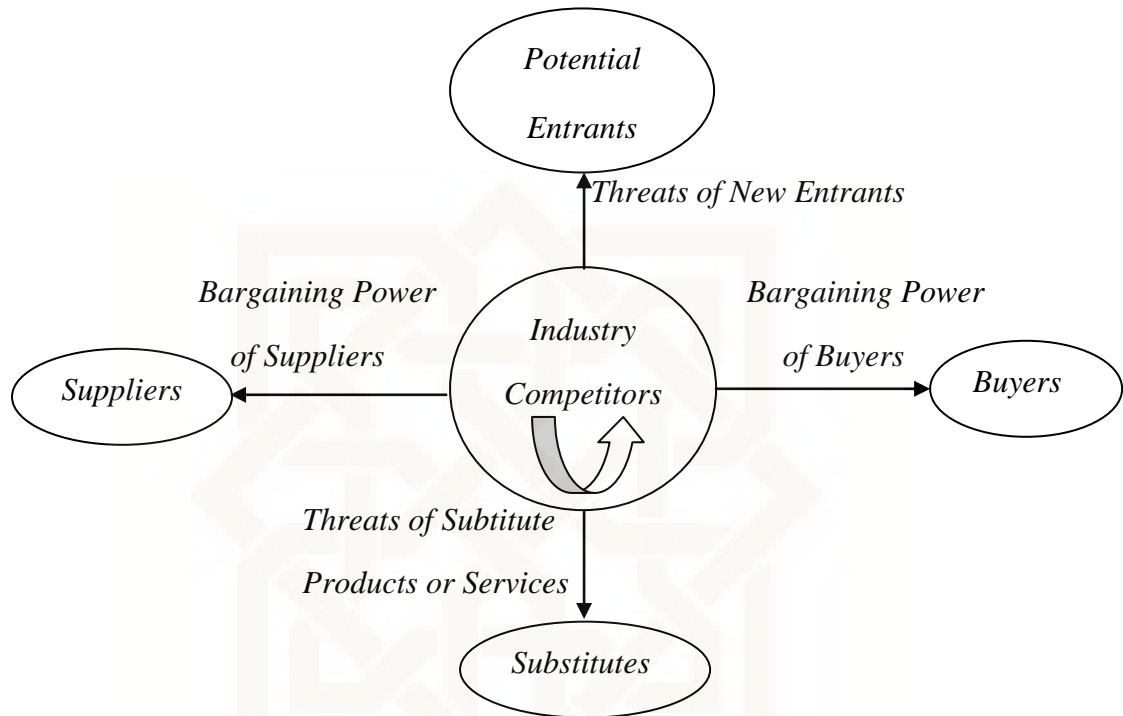 Potential
Entrants
Threats of New Entrants
Bargaining Power
of Suppliers
Bargaining Power
of Buyers
Industry
Competitors
Suppliers
Buyers
Threats of Subtitute
Products or Services
Substitutes